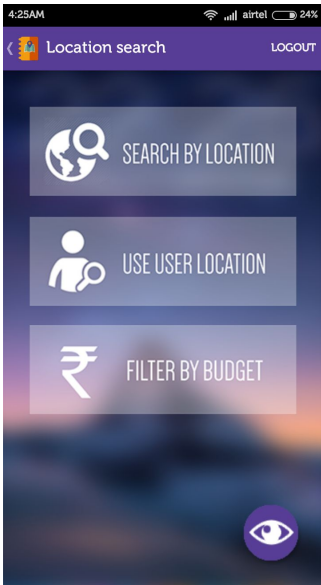 4:25AM airtel 24%
Location search LOGOUT
SEARCH BY LOCATION
USE USER LOCATION
₹ FILTER BY BUDGET